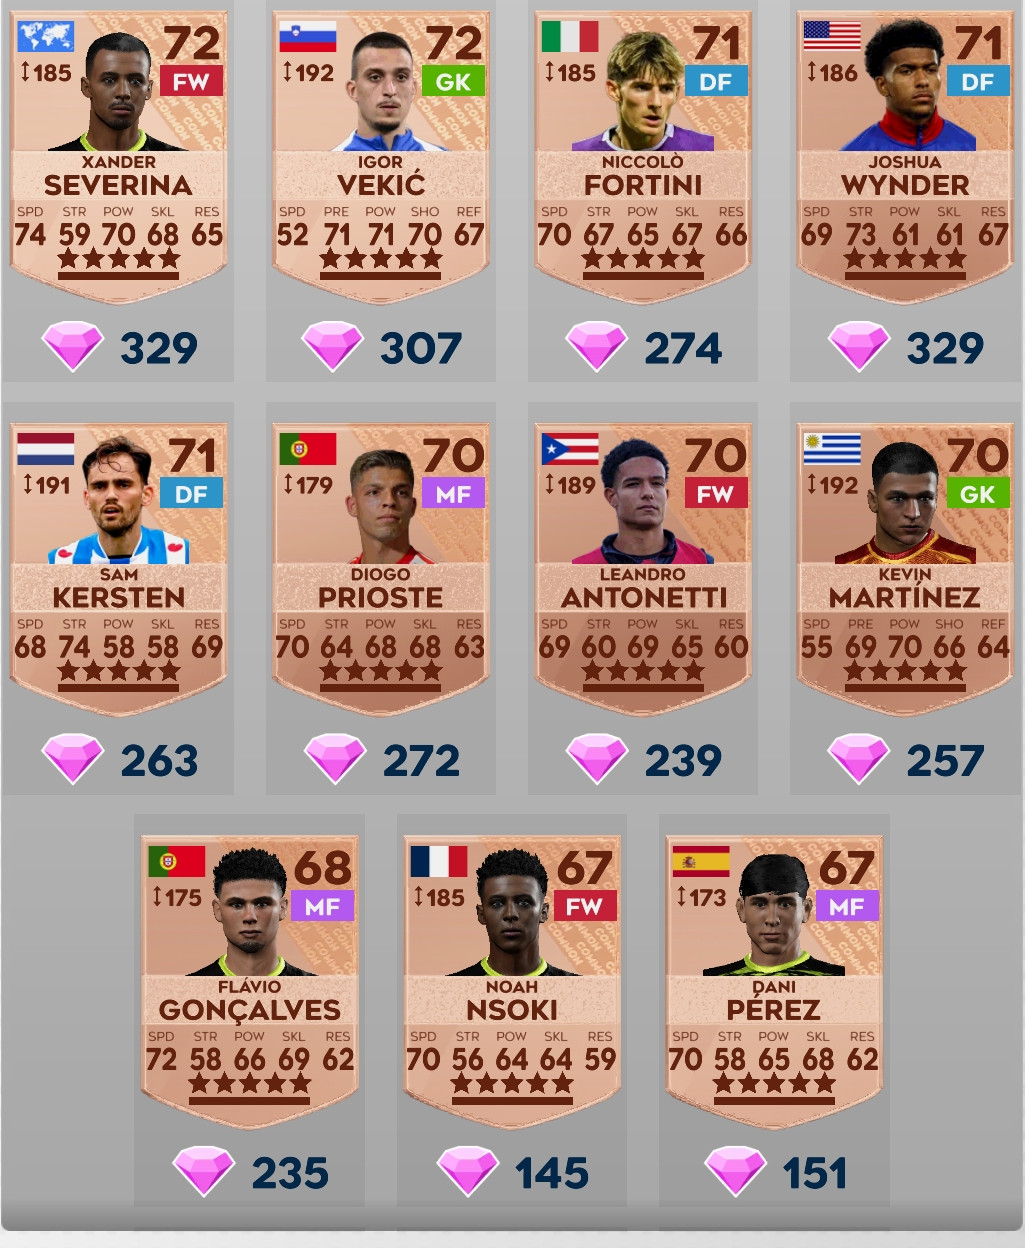 72 72 71 71
185 FW 192 GK 185 DF 186 DF
XANDER IGOR NICCOLÒ JOSHUA
SEVERINA VEKIĆ FORTINI WYNDER
SPD STR POW SKL RES SPD PRE POW SHO REF SPD STR POW SKL RES SPD STR POW SKL RES
74 59 70 68 65 52 71 71 70 67 70 67 65 67 66 69 73 61 61 67
329 307 274 329
71 70 70 70
191 DF 179 MF 189 FW 192 GK
SAM DIOGO LEANDRO KEVIN
KERSTEN PRIOSTE ANTONETTI MARTÍNEZ
SPD STR POW SKL RES SPD STR POW SKL RES SPD STR POW SKL RES SPD PRE POW SHO REF
68 74 58 58 69 70 64 68 68 63 69 60 69 65 60 55 69 70 66 64
263 272 239 257
68 67 67
175 MF 185 FW 173 MF
FLÁVIO NOAH DANI
GONÇALVES NSOKI PÉREZ
SPD STR POW SKL RES SPD STR POW SKL RES SPD STR POW SKL RES
72 58 66 69 62 70 56 64 64 59 70 58 65 68 62
235 145 151